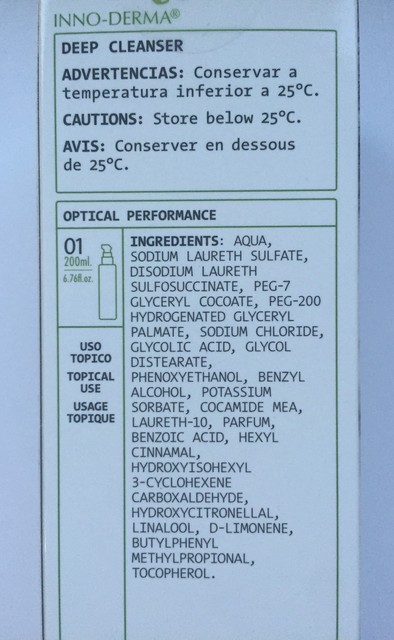 INNO-DERMA®
DEEP CLEANSER
ADVERTENCIAS: Conservar a
temperatura inferior a 25°C.
CAUTIONS: Store below 25°C.
AVIS: Conserver en dessous
de 25°C.
OPTICAL PERFORMANCE
01
200ml.
6.76fl.oz.
USO
TOPICO
TOPICAL
USE
USAGE
TOPIQUE
INGREDIENTS: AQUA,
SODIUM LAURETH SULFATE,
DISODIUM LAURETH
SULFOSUCCINATE, PEG-7
GLYCERYL COCOATE, PEG-200
HYDROGENATED GLYCERYL
PALMATE, SODIUM CHLORIDE,
GLYCOLIC ACID, GLYCOL
DISTEARATE,
PHENOXYETHANOL, BENZYL
ALCOHOL, POTASSIUM
SORBATE, COCAMIDE MEA,
LAURETH-10, PARFUM,
BENZOIC ACID, HEXYL
CINNAMAL,
HYDROXYISOHEXYL
3-CYCLOHEXENE
CARBOXALDEHYDE,
HYDROXYCITRONELLAL,
LINALOOL, D-LIMONENE,
BUTYLPHENYL
METHYLPROPIONAL,
TOCOPHEROL.